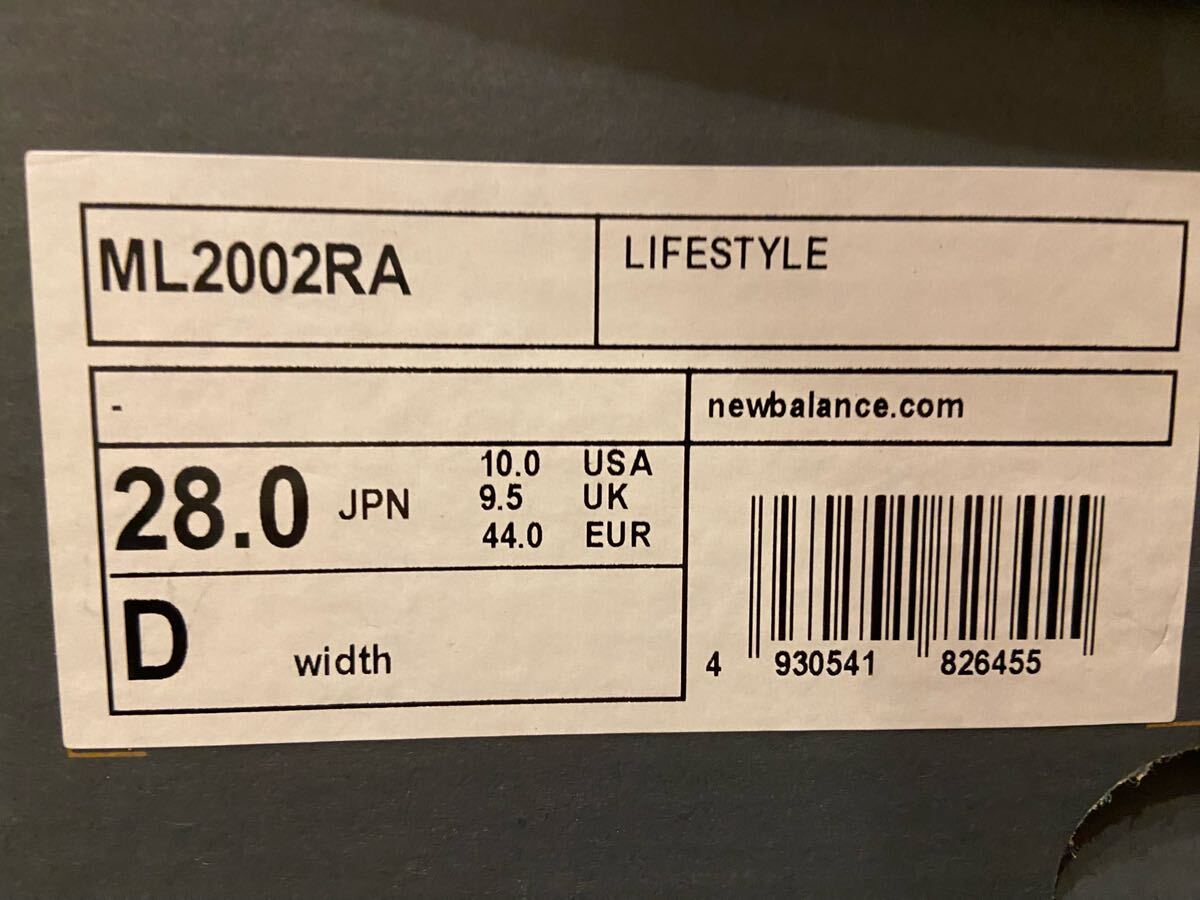 ML2002RA
LIFESTYLE
-
newbalance.com
28.0 JPN
10.0 USA
9.5 UK
44.0 EUR
D width
4 930541 826455